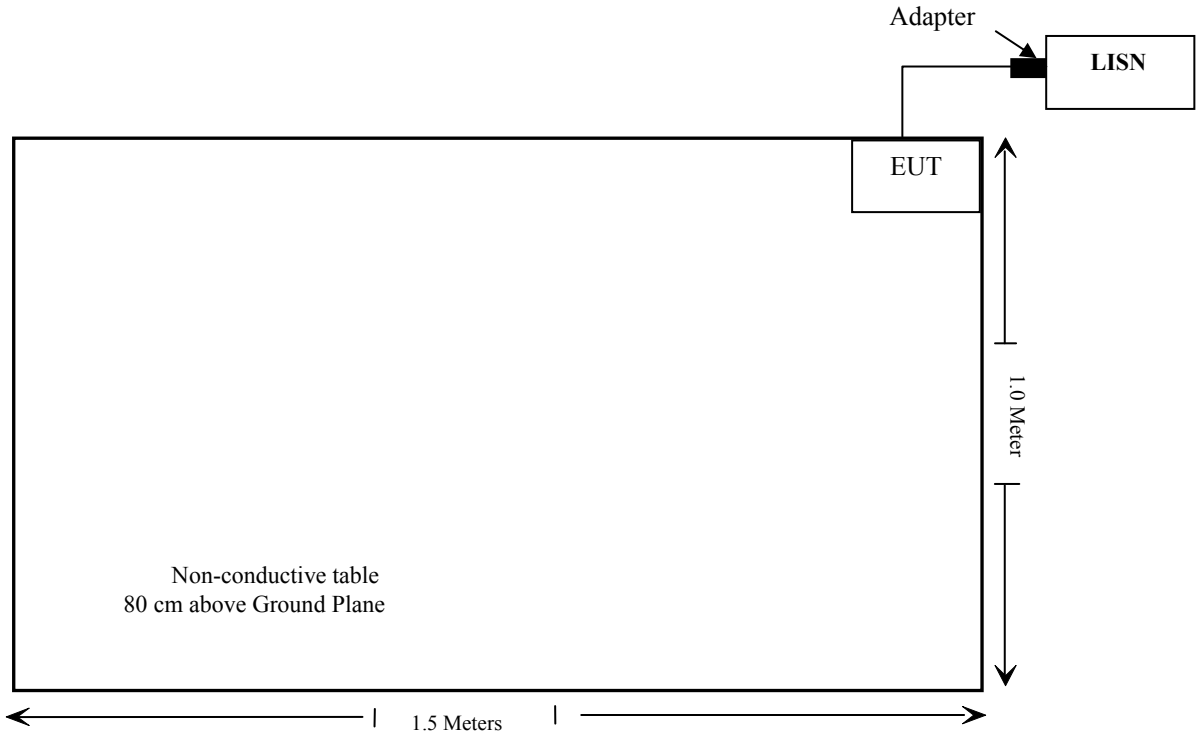 Adapter
LISN
EUT
1.0 Meter
Non-conductive table
80 cm above Ground Plane
1.5 Meters